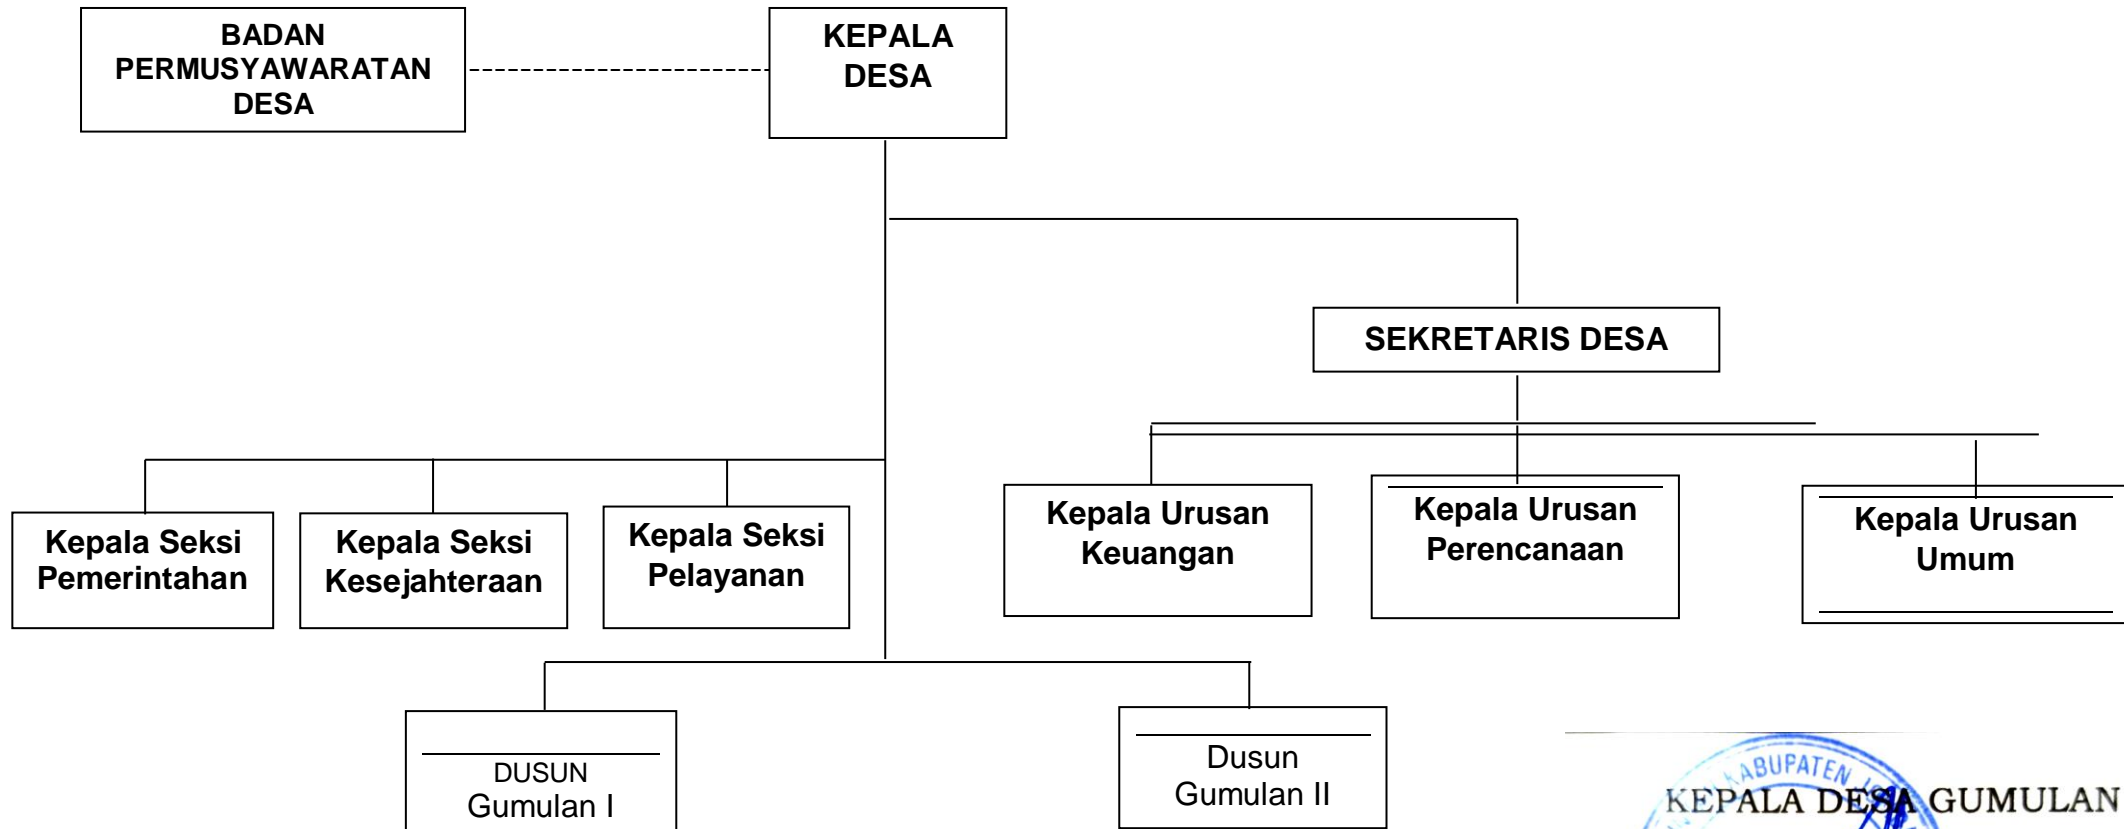 BADAN
PERMUSYAWARATAN
DESA
KEPALA
DESA
SEKRETARIS DESA
Kepala Seksi
Pemerintahan
Kepala Seksi
Kesejahteraan
Kepala Seksi
Pelayanan
Kepala Urusan
Keuangan
Kepala Urusan
Perencanaan
Kepala Urusan
Umum
DUSUN
Gumulan I
Dusun
Gumulan II
KABUPATEN
KEPALA DESA GUMULAN